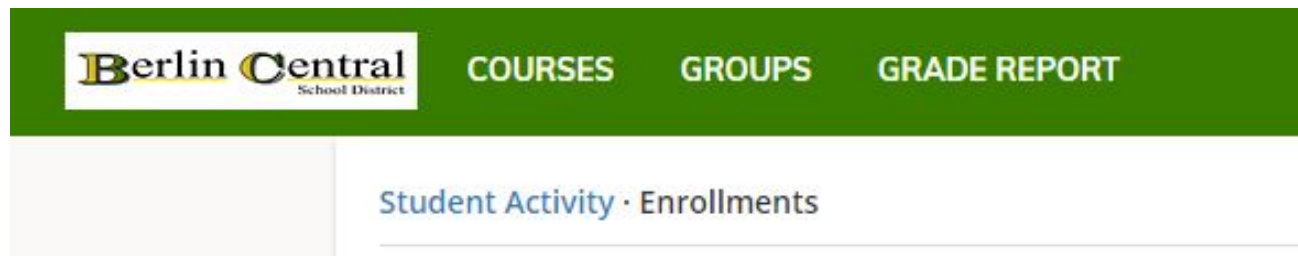 Berlin Central
School District
COURSES GROUPS GRADE REPORT
Student Activity · Enrollments